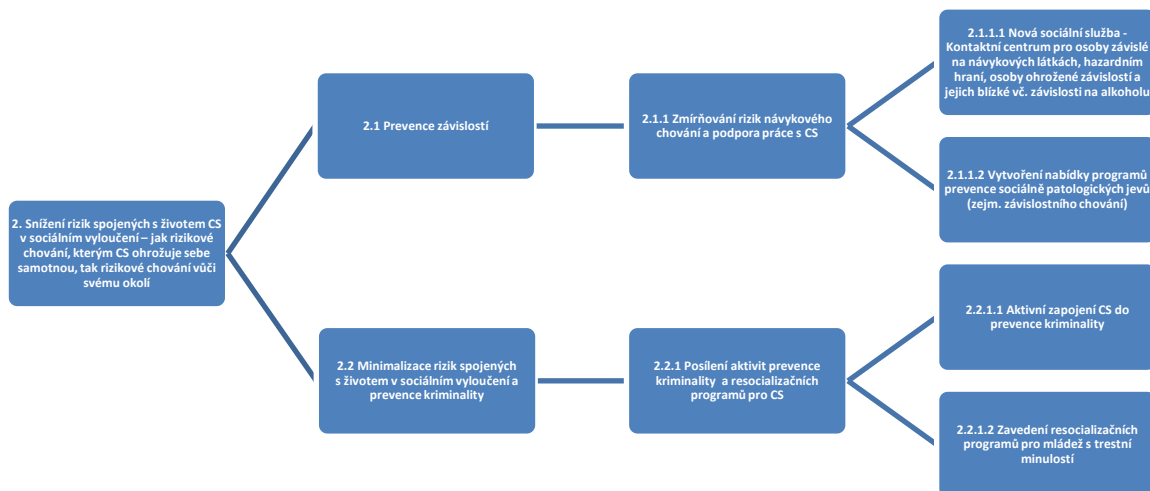 2. Snížení rizik spojených s životem CS
v sociálním vyloučení – jak rizikové
chování, kterým CS ohrožuje sebe
samotnou, tak rizikové chování vůči
svému okolí
2.1 Prevence závislostí
2.1.1 Zmírňování rizik návykového
chování a podpora práce s CS
2.1.1.1 Nová sociální služba -
Kontaktní centrum pro osoby závislé
na návykových látkách, hazardním
hraní, osoby ohrožené závislostí a
jejich blízké vč. závislosti na alkoholu
2.1.1.2 Vytvoření nabídky programů
prevence sociálně patologických jevů
(zejm. závislostního chování)
2.2 Minimalizace rizik spojených
s životem v sociálním vyloučení a
prevence kriminality
2.2.1 Posílení aktivit prevence
kriminality a resocializačních
programů pro CS
2.2.1.1 Aktivní zapojení CS do
prevence kriminality
2.2.1.2 Zavedení resocializačních
programů pro mládež s trestní
minulostí